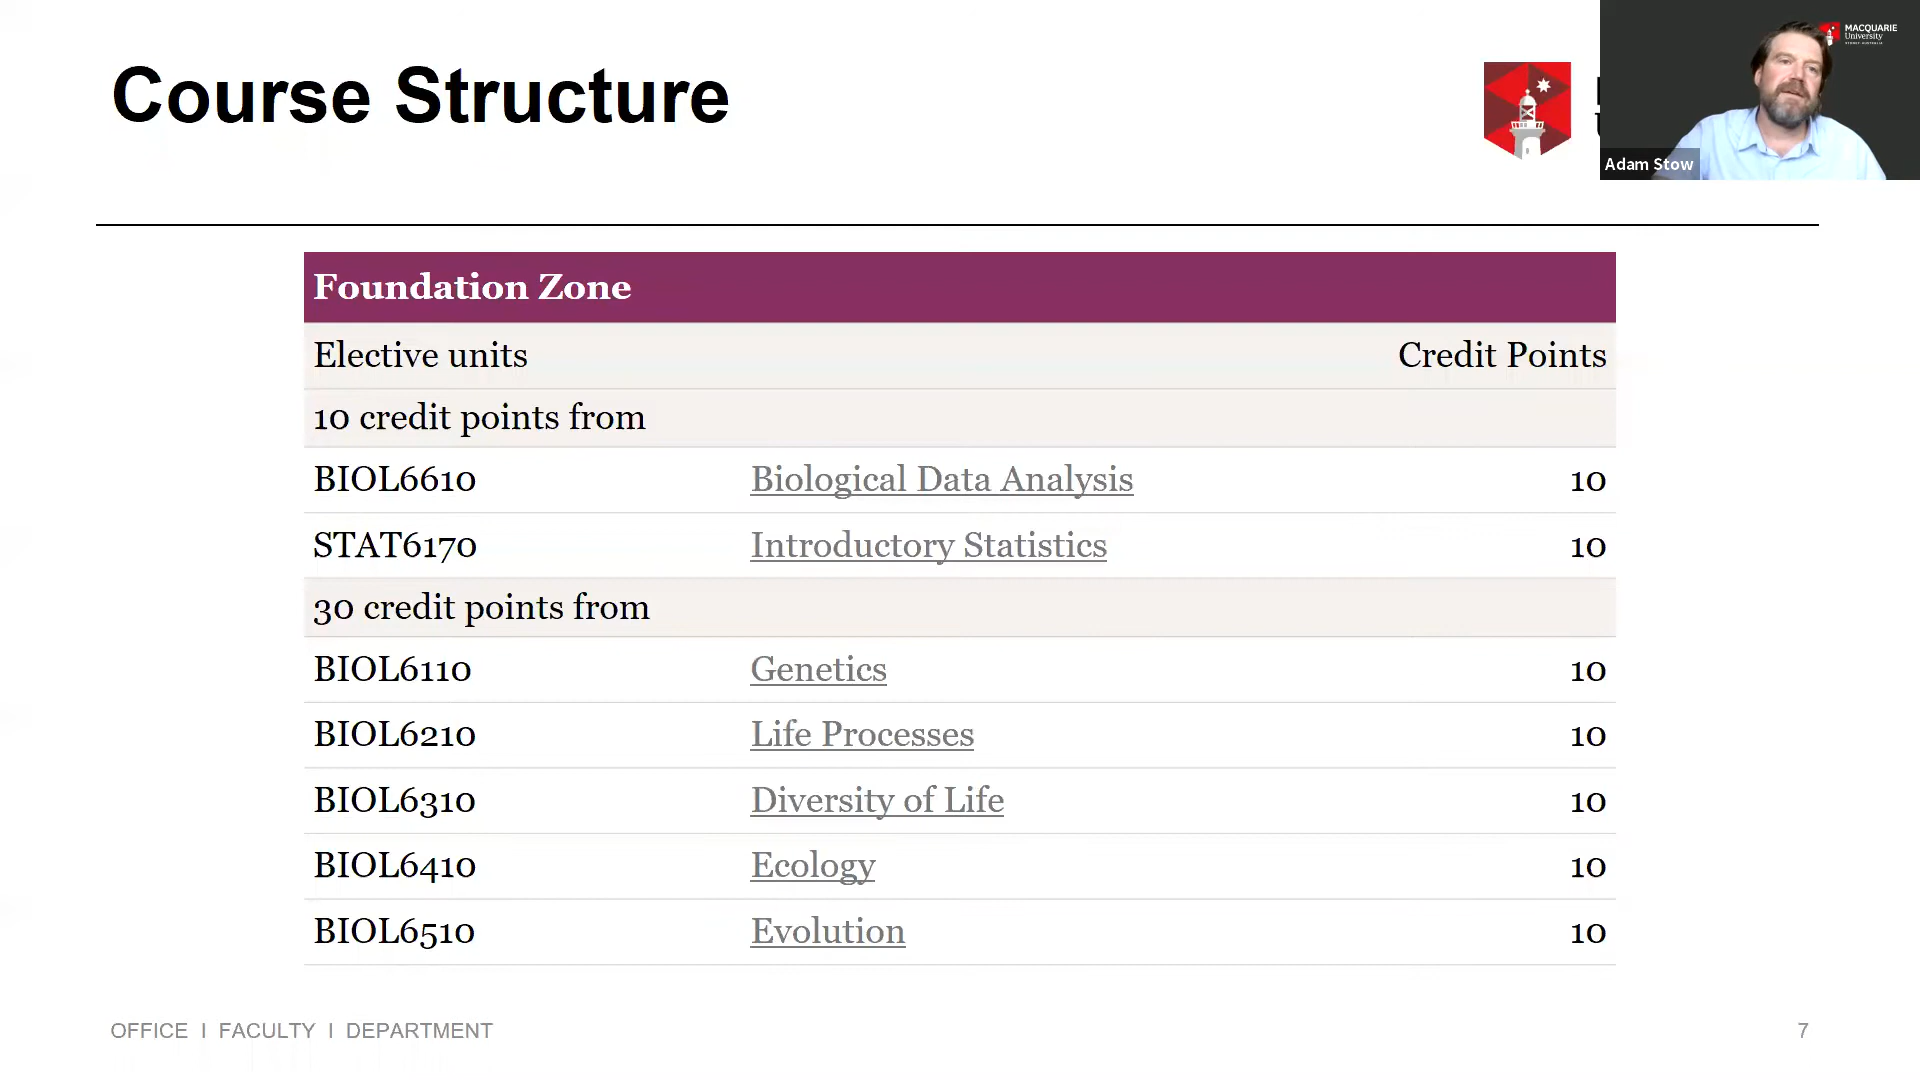 Course Structure
MACQUARIE
University
Adam Stow
Foundation Zone
Elective units Credit Points
10 credit points from
BIOL6610 Biological Data Analysis 10
STAT6170 Introductory Statistics 10
30 credit points from
BIOL6110 Genetics 10
BIOL6210 Life Processes 10
BIOL6310 Diversity of Life 10
BIOL6410 Ecology 10
BIOL6510 Evolution 10
OFFICE I FACULTY I DEPARTMENT 7